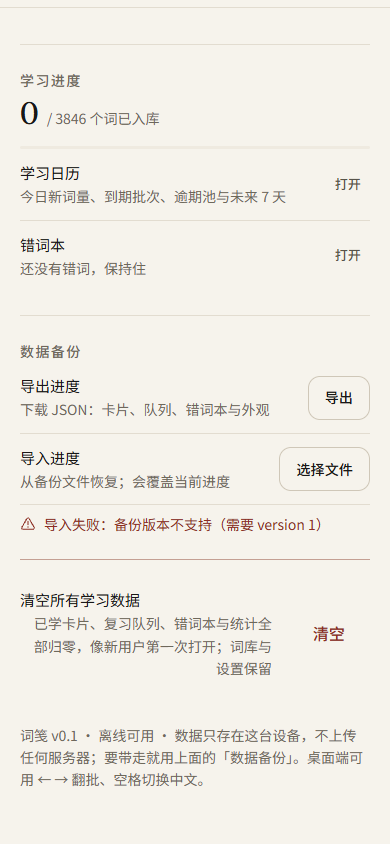 学习进度
0 / 3846 个词已入库
学习日历
今日新词量、到期批次、逾期池与未来 7 天
打开
错词本
还没有错词，保持住
打开
数据备份
导出进度
下载 JSON：卡片、队列、错词本与外观
导出
导入进度
从备份文件恢复；会覆盖当前进度
选择文件
导入失败：备份版本不支持（需要 version 1）
清空所有学习数据
已学卡片、复习队列、错词本与统计全
部归零，像新用户第一次打开；词库与
设置保留
清空
词笺 v0.1 · 离线可用 · 数据只存在这台设备，不上传
任何服务器；要带走就用上面的「数据备份」。桌面端可
用 ←→ 翻批、空格切换中文。